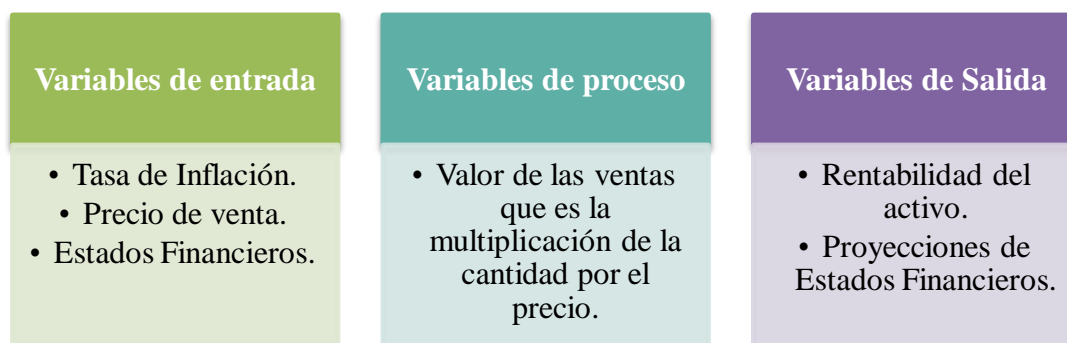 Variables de entrada
• Tasa de Inflación.
• Precio de venta.
• Estados Financieros.
Variables de proceso
• Valor de las ventas
que es la
multiplicación de la
cantidad por el
precio.
Variables de Salida
• Rentabilidad del
activo.
• Proyecciones de
Estados Financieros.